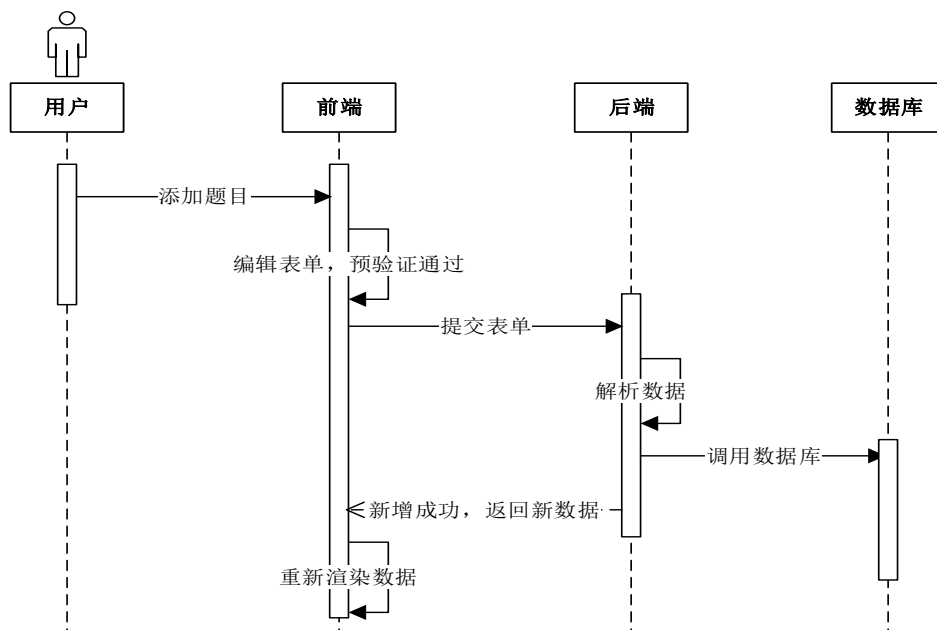 用户
前端
后端
数据库
添加题目
编辑表单，预验证通过
提交表单
解析数据
调用数据库
新增成功，返回新数据
重新渲染数据